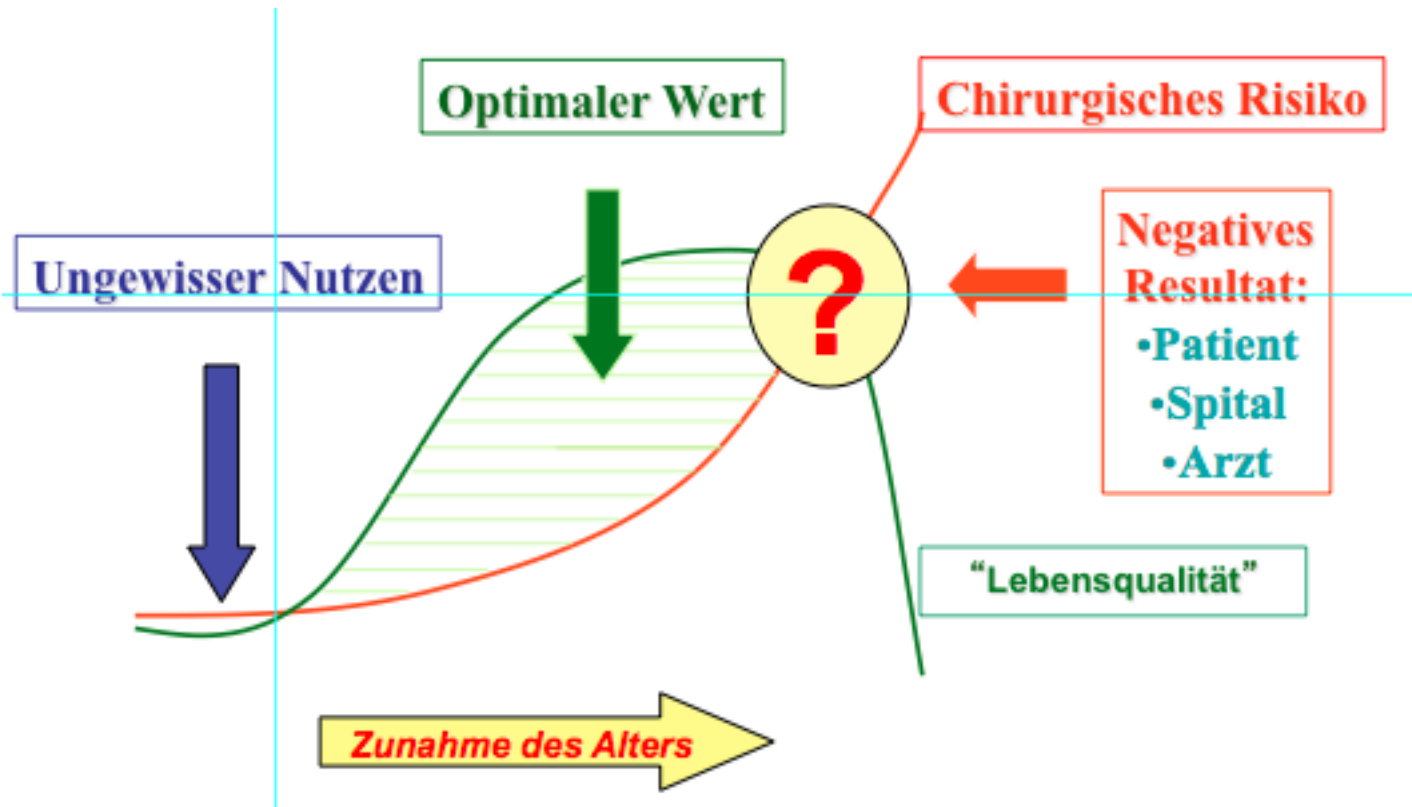 Optimaler Wert
Chirurgisches Risiko
Ungewisser Nutzen
?
Negatives
Resultat:
•Patient
•Spital
•Arzt
“Lebensqualität”
Zunahme des Alters